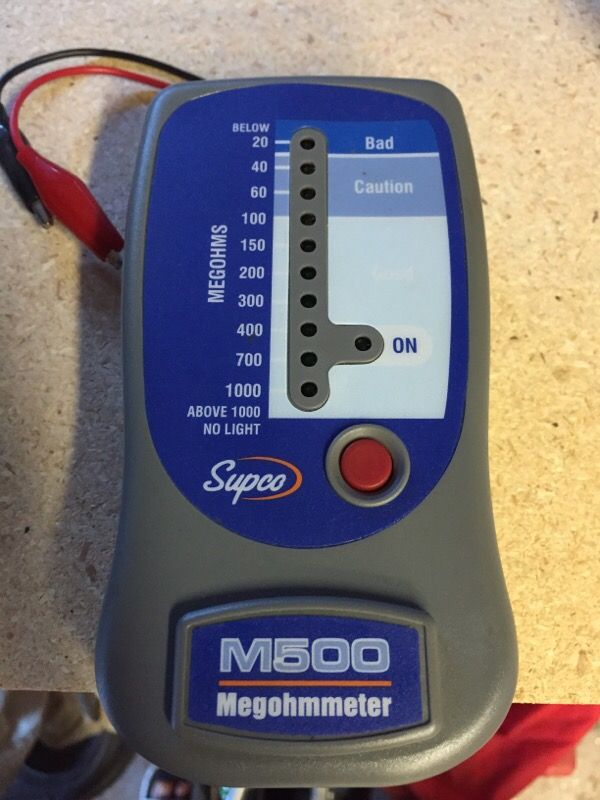 BELOW
20 Bad
40
60 Caution
100
150
200 Good
300
400 ON
700
1000
ABOVE 1000
NO LIGHT
MEGOHMS
Supco
M500
Megohmmeter